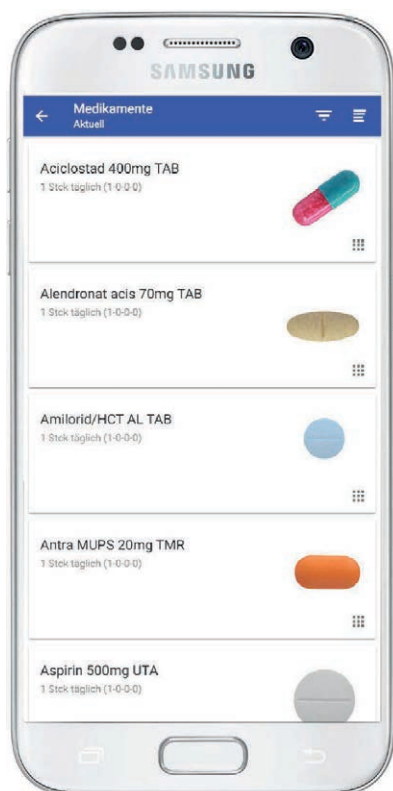 SAMSUNG
Medikamente
Aktuell
Aciclostad 400mg TAB
1 Stck täglich (1-0-0-0)
Alendronat acis 70mg TAB
1 Stck täglich (1-0-0-0)
Amilorid/HCT AL TAB
1 Stck täglich (1-0-0-0)
Antra MUPS 20mg TMR
1 Stck täglich (1-0-0-0)
Aspirin 500mg UTA
1 Stck täglich (1-0-0-0)